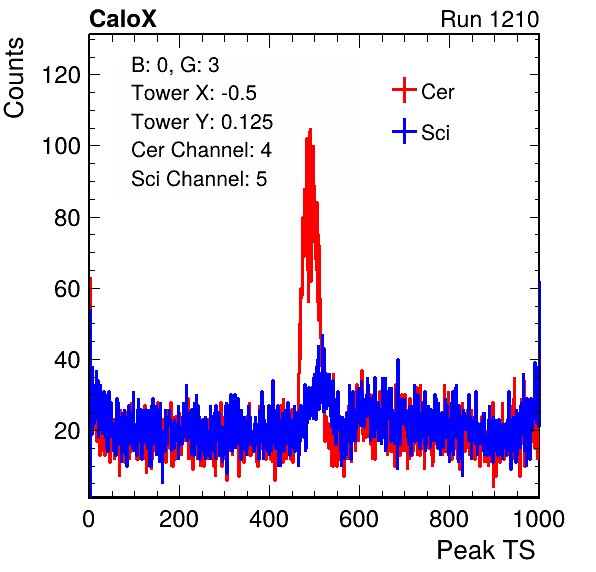 CaloX Run 1210
Counts
B: 0, G: 3
Tower X: -0.5
Tower Y: 0.125
Cer Channel: 4
Sci Channel: 5
Cer
Sci
120
100
80
60
40
20
0 200 400 600 800 1000
Peak TS